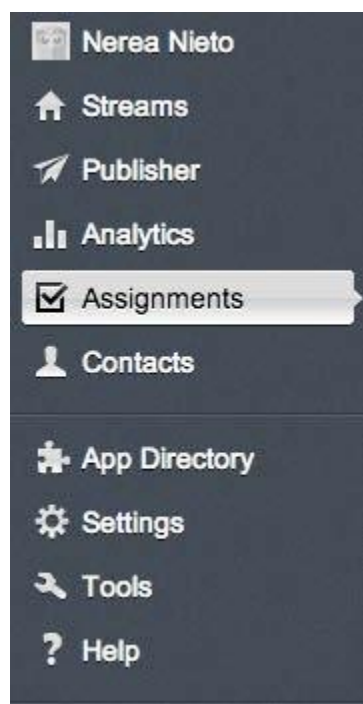 Nerea Nieto
Streams
Publisher
Analytics
Assignments
Contacts
App Directory
Settings
Tools
Help